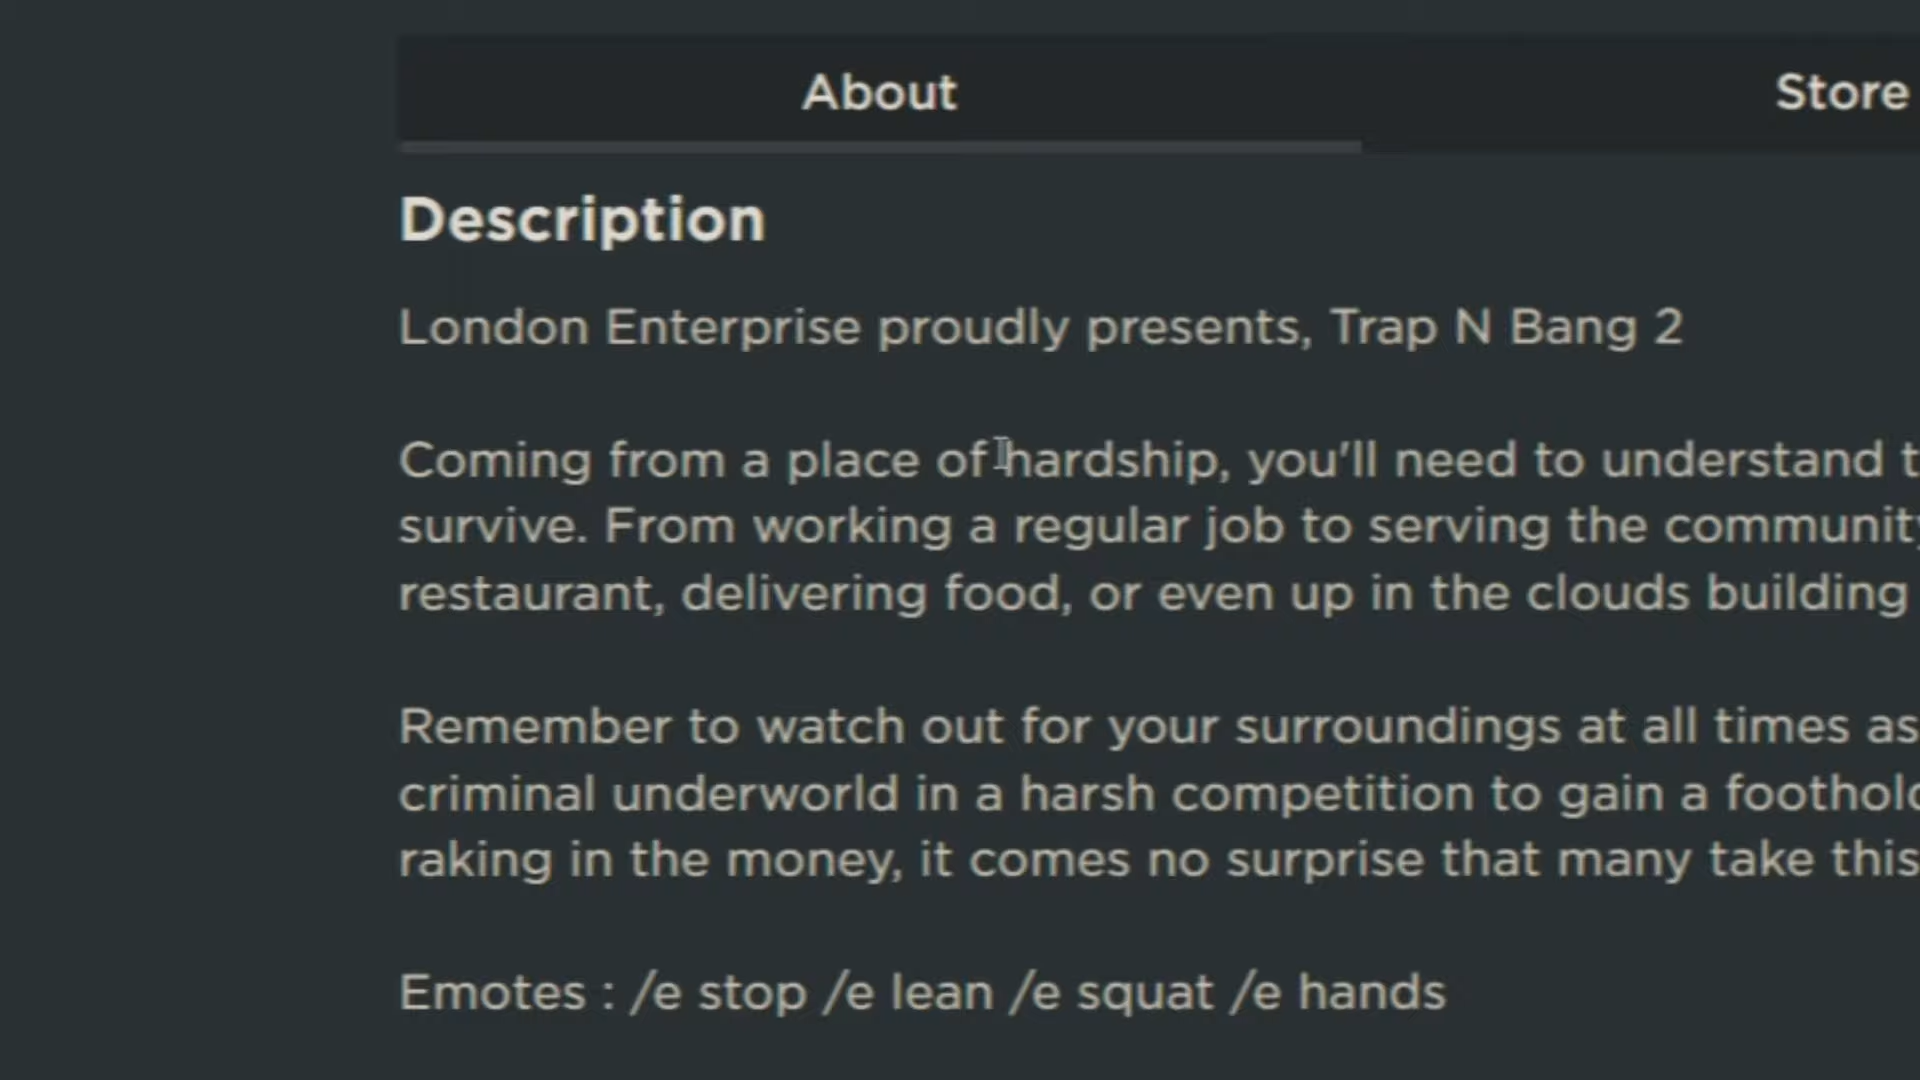 About
Store
Description
London Enterprise proudly presents, Trap N Bang 2
Coming from a place of hardship, you'll need to understand
survive. From working a regular job to serving the community
restaurant, delivering food, or even up in the clouds building
Remember to watch out for your surroundings at all times as
criminal underworld in a harsh competition to gain a foothold
raking in the money, it comes no surprise that many take this
Emotes : /e stop /e lean /e squat /e hands